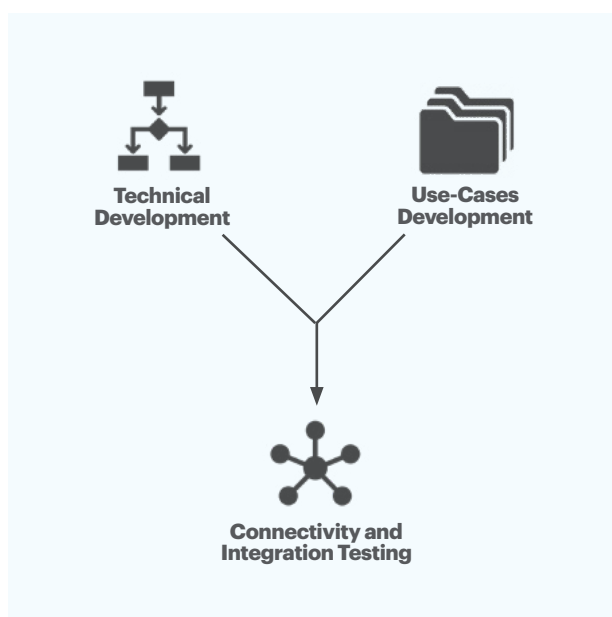 Technical
Development
Use-Cases
Development
Connectivity and
Integration Testing